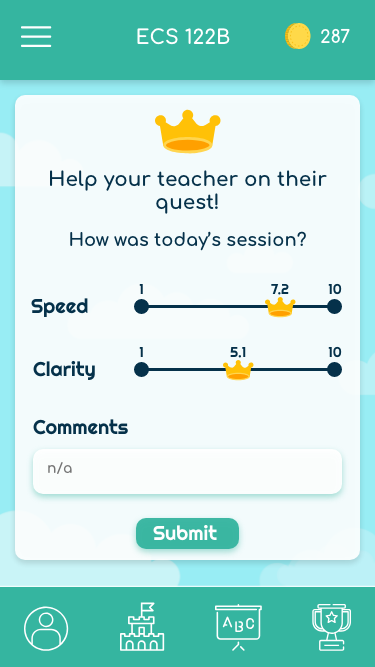 ECS 122B
287
Help your teacher on their
quest!
How was today's session?
1 7.2 10
Speed
1 5.1 10
Clarity
Comments
n/a
Submit
ABC